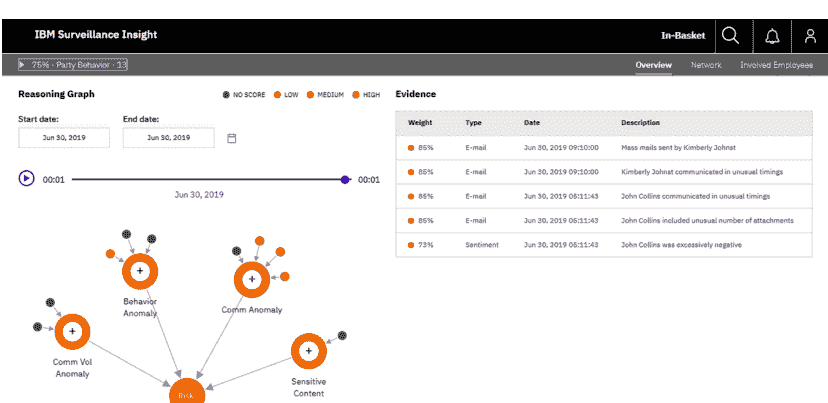 IBM Surveillance Insight
In-Basket
75% - Party Behavior - 13
Overview Network Involved Employees
Reasoning Graph
NO SCORE LOW MEDIUM HIGH
Start date: End date:
Jun 30, 2019 Jun 30, 2019
00:01 00:01
Jun 30, 2019
Behavior
Anomaly
Comm Anomaly
Comm Vol
Anomaly
Sensitive
Content
Risk
Evidence
Weight Type Date Description
85% E-mail Jun 30, 2019 09:10:00 Mass mails sent by Kimberly Johnst
85% E-mail Jun 30, 2019 09:10:00 Kimberly Johnst communicated in unusual timings
85% E-mail Jun 30, 2019 05:11:43 John Collins communicated in unusual timings
85% E-mail Jun 30, 2019 05:11:43 John Collins included unusual number of attachments
73% Sentiment Jun 30, 2019 05:11:43 John Collins was excessively negative